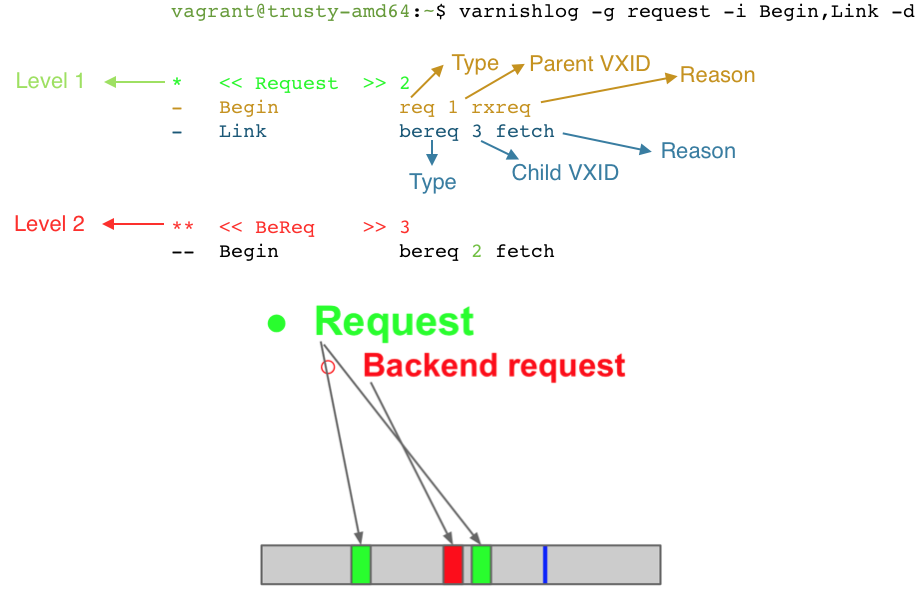 vagrant@trusty-amd64:~$ varnishlog -g request -i Begin,Link -d
Type Parent VXID Reason
Level 1 * << Request >> 2
- Begin req 1 rxreq
- Link bereq 3 fetch Reason
Type Child VXID
Level 2 ** << BeReq >> 3
-- Begin bereq 2 fetch
Request
Backend request